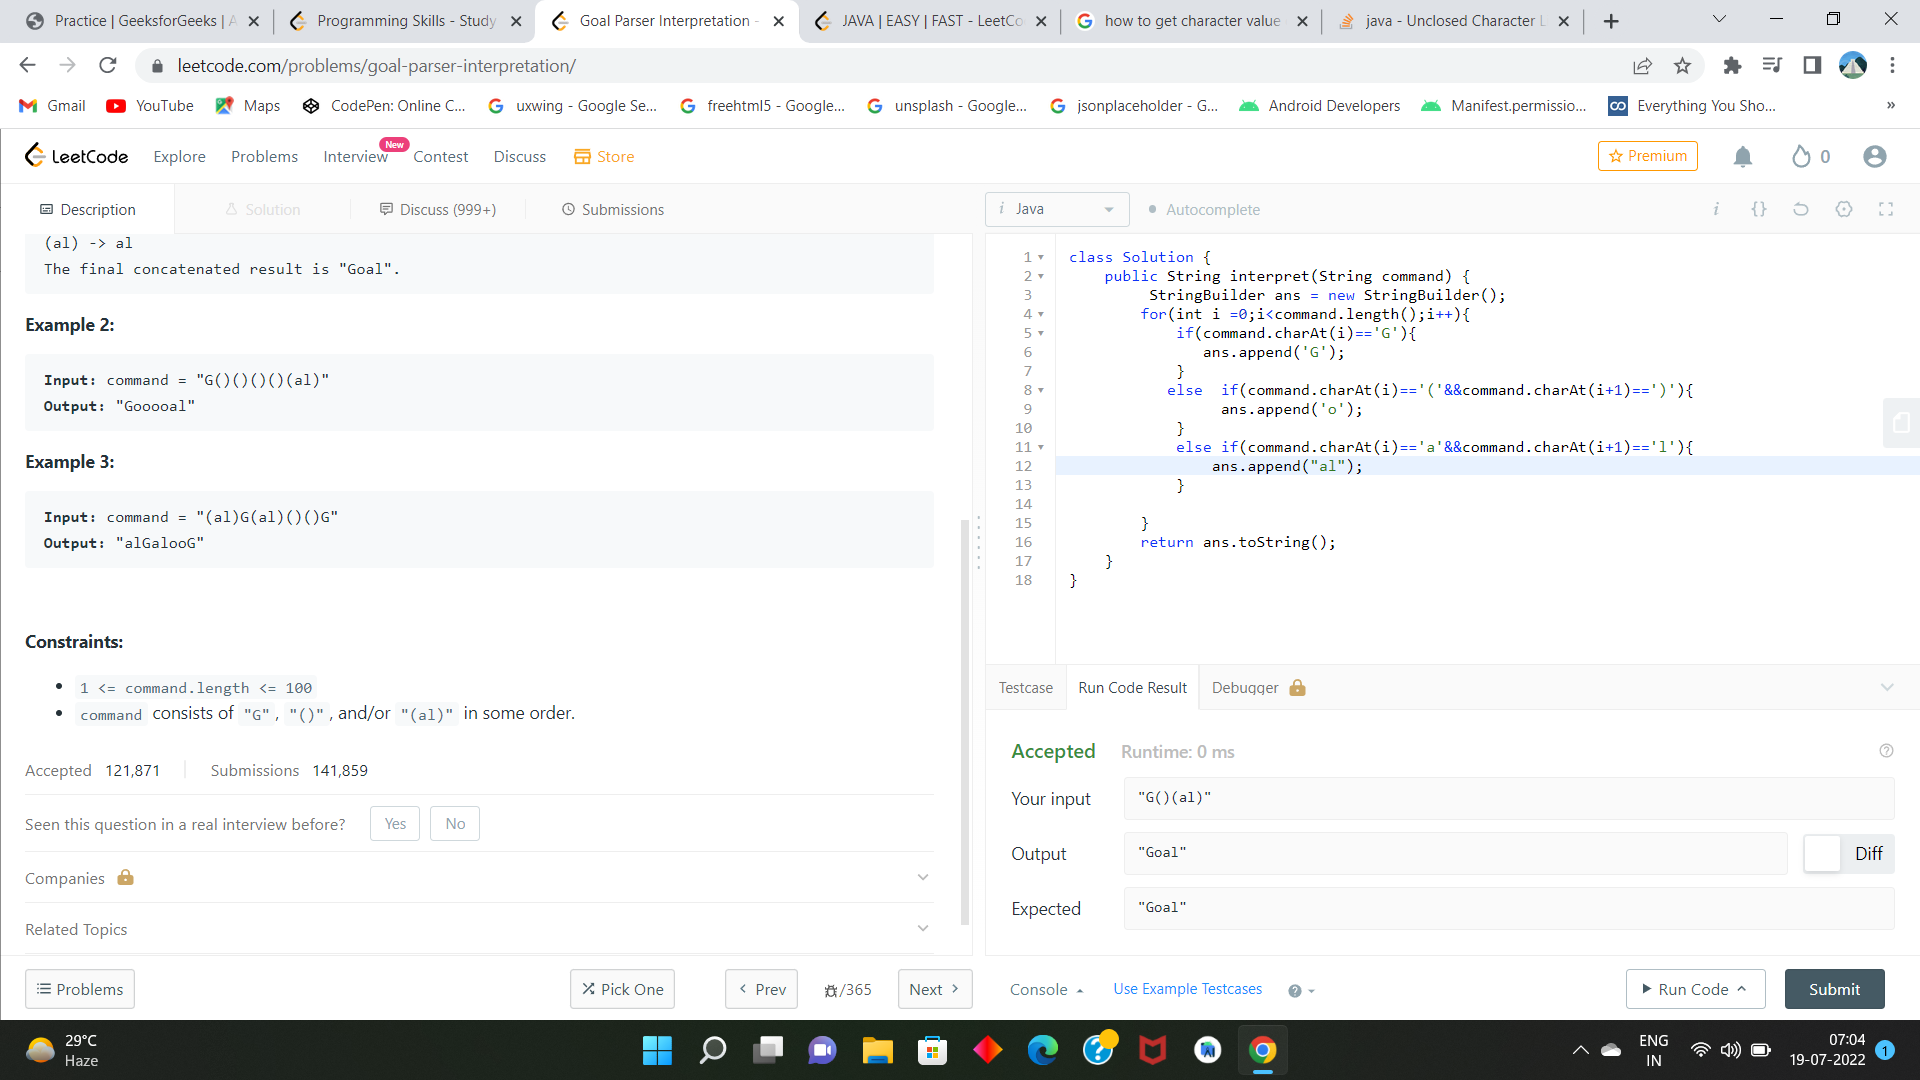 Practice | GeeksforGeeks | A
Programming Skills - Study
Goal Parser Interpretation -
JAVA | EASY | FAST - LeetCo
how to get character value
java - Unclosed Character L
leetcode.com/problems/goal-parser-interpretation/
Gmail
YouTube
Maps
CodePen: Online C...
uxwing - Google Se...
freehtml5 - Google...
unsplash - Google...
jsonplaceholder - G...
Android Developers
Manifest.permissio...
Everything You Sho...
»
LeetCode
Explore
Problems
Interview
New
Contest
Discuss
Store
Premium
0
Description
Solution
Discuss (999+)
Submissions
(al) -> al
The final concatenated result is "Goal".
Example 2:
Input: command = "G()()()()(al)"
Output: "Gooooal"
Example 3:
Input: command = "(al)G(al)()()G"
Output: "alGalooG"
Constraints:
1 <= command.length <= 100
command consists of "G", "()", and/or "(al)" in some order.
Accepted 121,871
Submissions 141,859
Seen this question in a real interview before?
Yes
No
Companies
Related Topics
Problems
Pick One
Prev
/365
Next
i Java
Autocomplete
i
{}
1 class Solution {
2 public String interpret(String command) {
3 StringBuilder ans = new StringBuilder();
4 for(int i =0;i<command.length();i++){
5 if(command.charAt(i)=='G'){
6 ans.append('G');
7 }
8 else  if(command.charAt(i)=='('&&command.charAt(i+1)==')'){
9 ans.append('o');
10 }
11 else if(command.charAt(i)=='a'&&command.charAt(i+1)=='l'){
12 ans.append("al");
13 }
14
15 }
16 return ans.toString();
17 }
18 }
Testcase
Run Code Result
Debugger
Accepted
Runtime: 0 ms
Your input
"G()(al)"
Output
"Goal"
Diff
Expected
"Goal"
Console
Use Example Testcases
Run Code
Submit
29°C
Haze
ENG
IN
07:04
19-07-2022
1